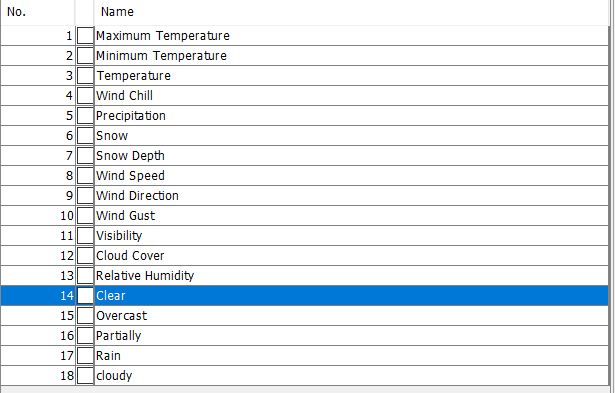 No. Name
1 Maximum Temperature
2 Minimum Temperature
3 Temperature
4 Wind Chill
5 Precipitation
6 Snow
7 Snow Depth
8 Wind Speed
9 Wind Direction
10 Wind Gust
11 Visibility
12 Cloud Cover
13 Relative Humidity
14 Clear
15 Overcast
16 Partially
17 Rain
18 cloudy